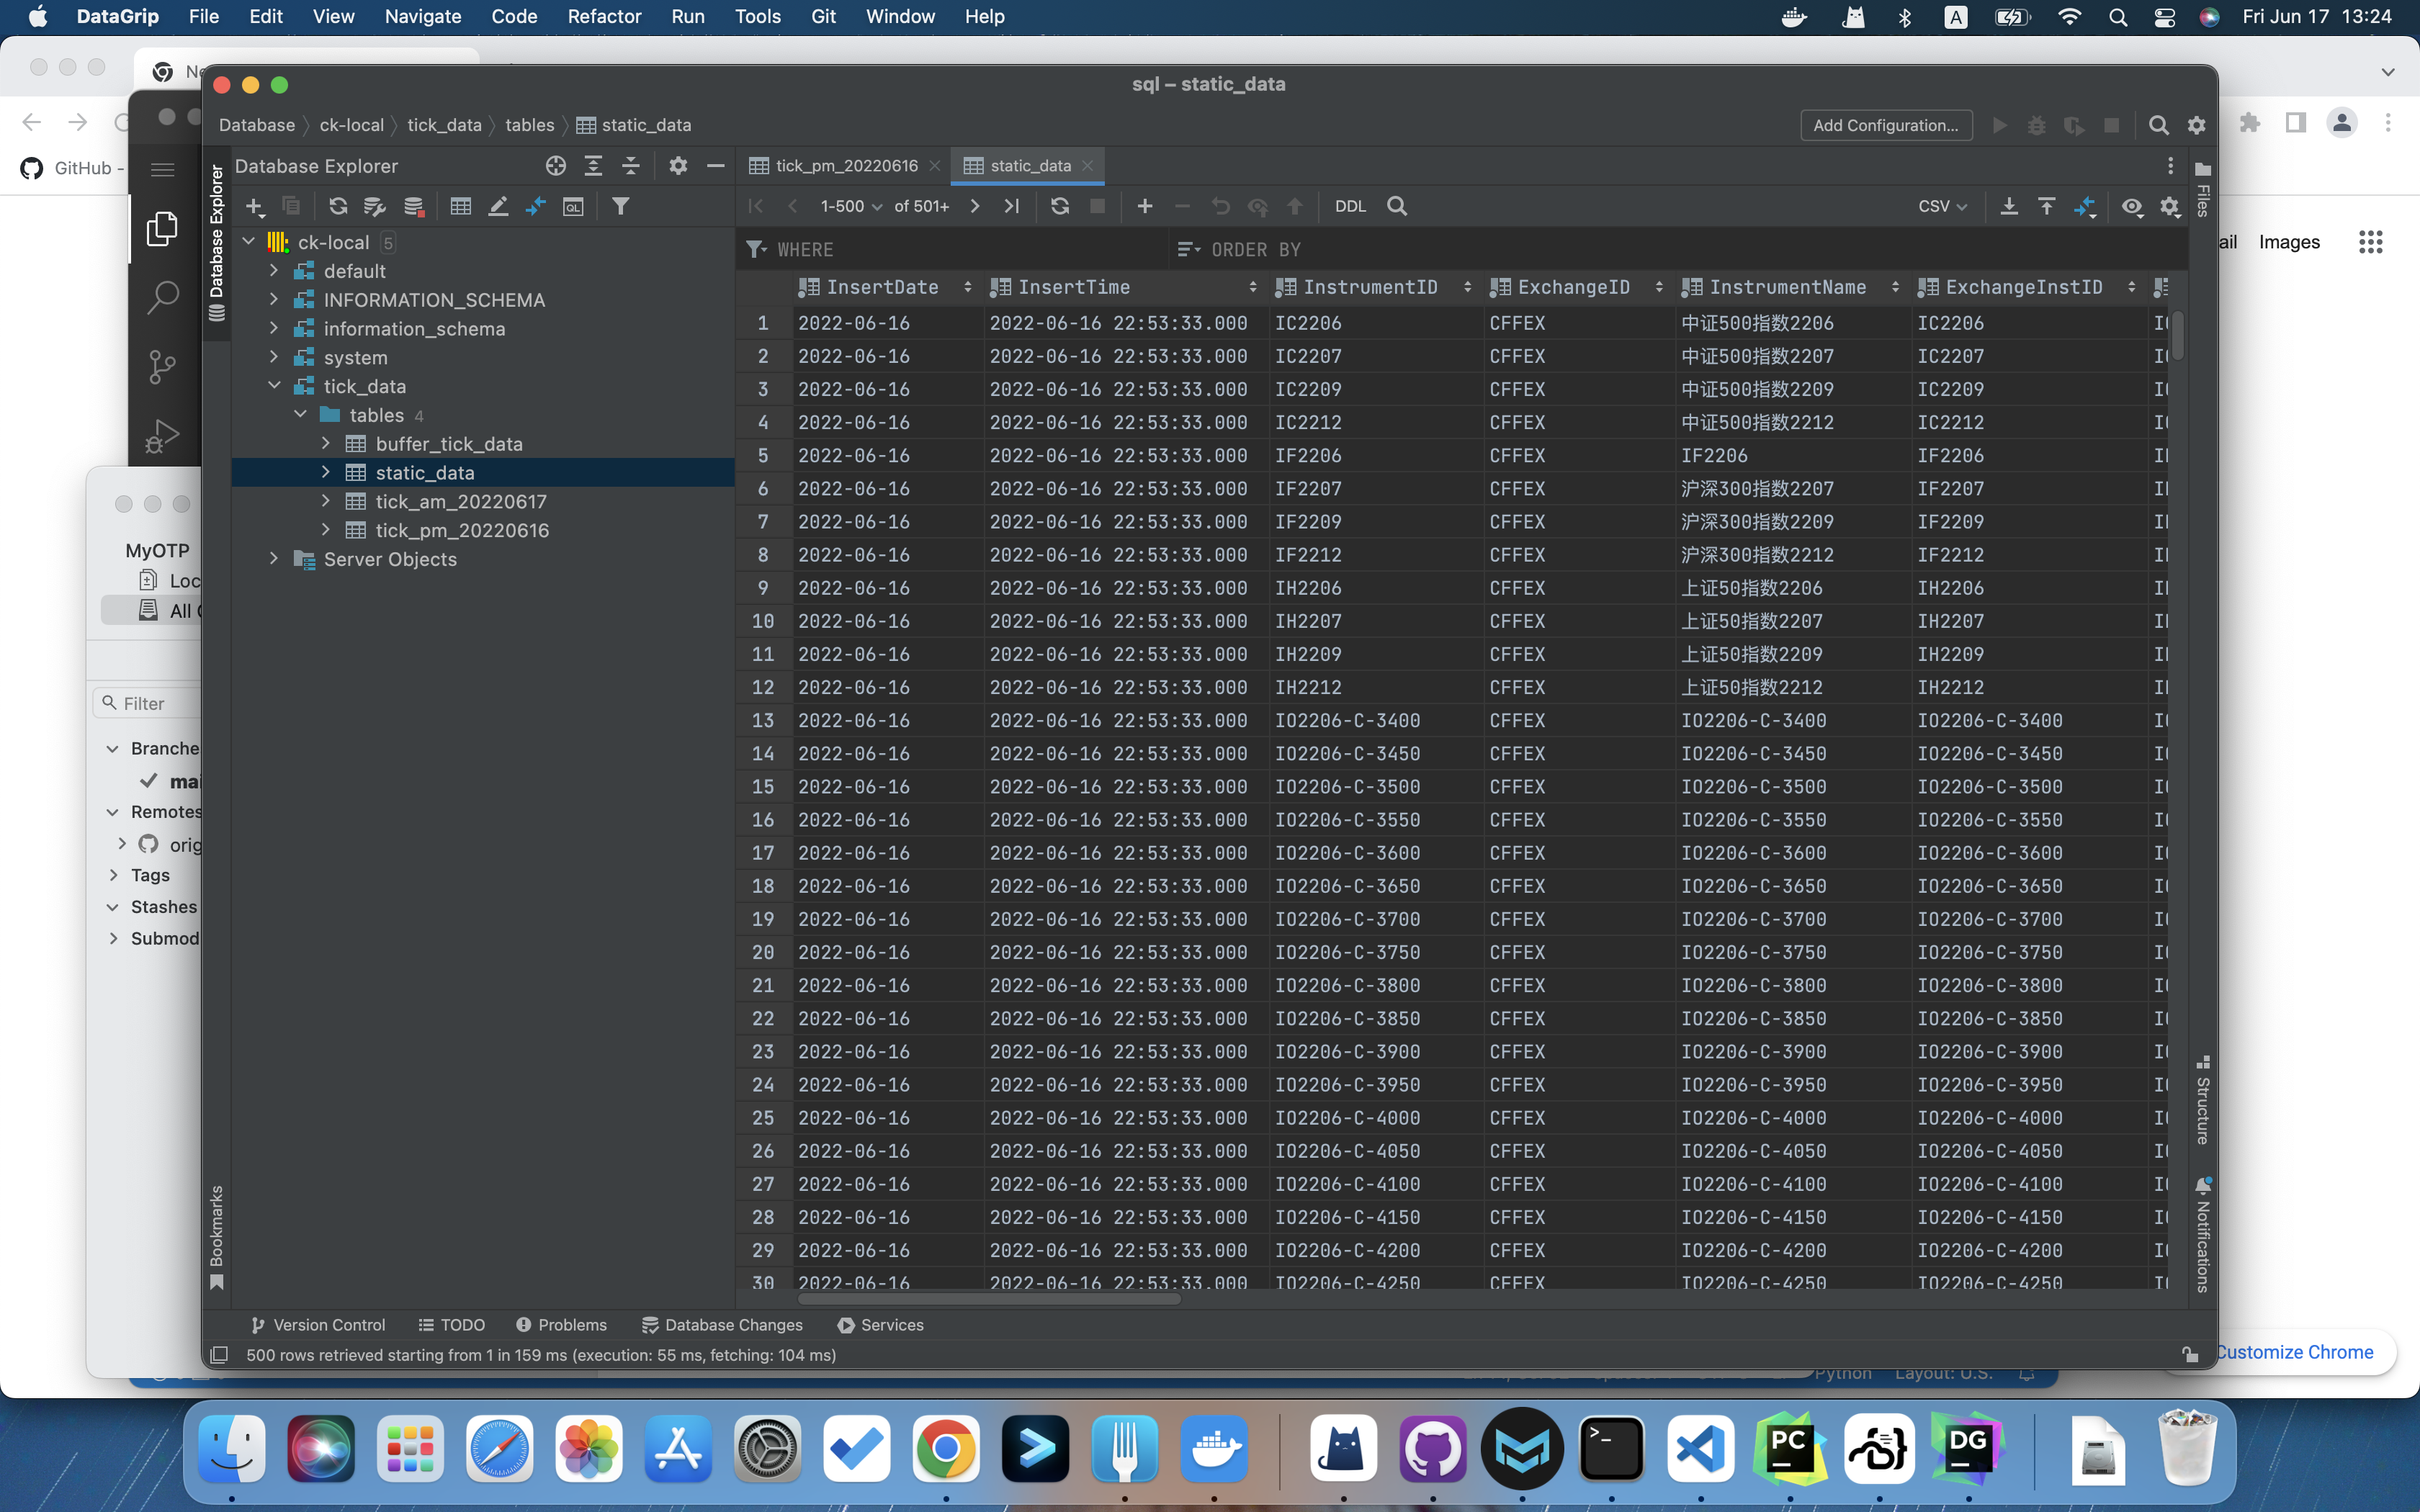 DataGrip File Edit View Navigate Code Refactor Run Tools Git Window Help A Fri Jun 17 13:24
sql – static_data
Database ck-local tick_data tables static_data Add Configuration...
GitHub -
Database Explorer tick_pm_20220616 static_data
1-500 of 501+ DDL CSV
WHERE ORDER BY
Images
Database Explorer
Files
Structure
Notifications
Bookmarks
ck-local 5
default
INFORMATION_SCHEMA
information_schema
system
tick_data
tables 4
buffer_tick_data
static_data
tick_am_20220617
tick_pm_20220616
Server Objects
MyOTP
Filter
Remotes
Tags
Stashes
InsertDate InsertTime InstrumentID ExchangeID InstrumentName ExchangeInstID
1 2022-06-16 2022-06-16 22:53:33.000 IC2206 CFFEX 中证500指数2206 IC2206
2 2022-06-16 2022-06-16 22:53:33.000 IC2207 CFFEX 中证500指数2207 IC2207
3 2022-06-16 2022-06-16 22:53:33.000 IC2209 CFFEX 中证500指数2209 IC2209
4 2022-06-16 2022-06-16 22:53:33.000 IC2212 CFFEX 中证500指数2212 IC2212
5 2022-06-16 2022-06-16 22:53:33.000 IF2206 CFFEX IF2206 IF2206
6 2022-06-16 2022-06-16 22:53:33.000 IF2207 CFFEX 沪深300指数2207 IF2207
7 2022-06-16 2022-06-16 22:53:33.000 IF2209 CFFEX 沪深300指数2209 IF2209
8 2022-06-16 2022-06-16 22:53:33.000 IF2212 CFFEX 沪深300指数2212 IF2212
9 2022-06-16 2022-06-16 22:53:33.000 IH2206 CFFEX 上证50指数2206 IH2206
10 2022-06-16 2022-06-16 22:53:33.000 IH2207 CFFEX 上证50指数2207 IH2207
11 2022-06-16 2022-06-16 22:53:33.000 IH2209 CFFEX 上证50指数2209 IH2209
12 2022-06-16 2022-06-16 22:53:33.000 IH2212 CFFEX 上证50指数2212 IH2212
13 2022-06-16 2022-06-16 22:53:33.000 IO2206-C-3400 CFFEX IO2206-C-3400 IO2206-C-3400
14 2022-06-16 2022-06-16 22:53:33.000 IO2206-C-3450 CFFEX IO2206-C-3450 IO2206-C-3450
15 2022-06-16 2022-06-16 22:53:33.000 IO2206-C-3500 CFFEX IO2206-C-3500 IO2206-C-3500
16 2022-06-16 2022-06-16 22:53:33.000 IO2206-C-3550 CFFEX IO2206-C-3550 IO2206-C-3550
17 2022-06-16 2022-06-16 22:53:33.000 IO2206-C-3600 CFFEX IO2206-C-3600 IO2206-C-3600
18 2022-06-16 2022-06-16 22:53:33.000 IO2206-C-3650 CFFEX IO2206-C-3650 IO2206-C-3650
19 2022-06-16 2022-06-16 22:53:33.000 IO2206-C-3700 CFFEX IO2206-C-3700 IO2206-C-3700
20 2022-06-16 2022-06-16 22:53:33.000 IO2206-C-3750 CFFEX IO2206-C-3750 IO2206-C-3750
21 2022-06-16 2022-06-16 22:53:33.000 IO2206-C-3800 CFFEX IO2206-C-3800 IO2206-C-3800
22 2022-06-16 2022-06-16 22:53:33.000 IO2206-C-3850 CFFEX IO2206-C-3850 IO2206-C-3850
23 2022-06-16 2022-06-16 22:53:33.000 IO2206-C-3900 CFFEX IO2206-C-3900 IO2206-C-3900
24 2022-06-16 2022-06-16 22:53:33.000 IO2206-C-3950 CFFEX IO2206-C-3950 IO2206-C-3950
25 2022-06-16 2022-06-16 22:53:33.000 IO2206-C-4000 CFFEX IO2206-C-4000 IO2206-C-4000
26 2022-06-16 2022-06-16 22:53:33.000 IO2206-C-4050 CFFEX IO2206-C-4050 IO2206-C-4050
27 2022-06-16 2022-06-16 22:53:33.000 IO2206-C-4100 CFFEX IO2206-C-4100 IO2206-C-4100
28 2022-06-16 2022-06-16 22:53:33.000 IO2206-C-4150 CFFEX IO2206-C-4150 IO2206-C-4150
29 2022-06-16 2022-06-16 22:53:33.000 IO2206-C-4200 CFFEX IO2206-C-4200 IO2206-C-4200
30 2022-06-16 2022-06-16 22:53:33.000 IO2206-C-4250 CFFEX IO2206-C-4250 IO2206-C-4250
Version Control TODO Problems Database Changes Services
500 rows retrieved starting from 1 in 159 ms (execution: 55 ms, fetching: 104 ms)
Customize Chrome
Python Layout: U.S.
PC DG